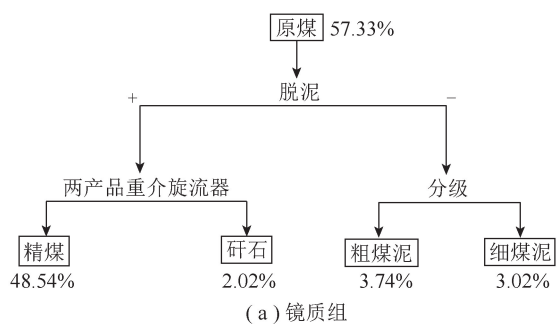 原煤 57.33%
脱泥
+ −
两产品重介旋流器 分级
精煤 矸石 粗煤泥 细煤泥
48.54% 2.02% 3.74% 3.02%
(a)镜质组